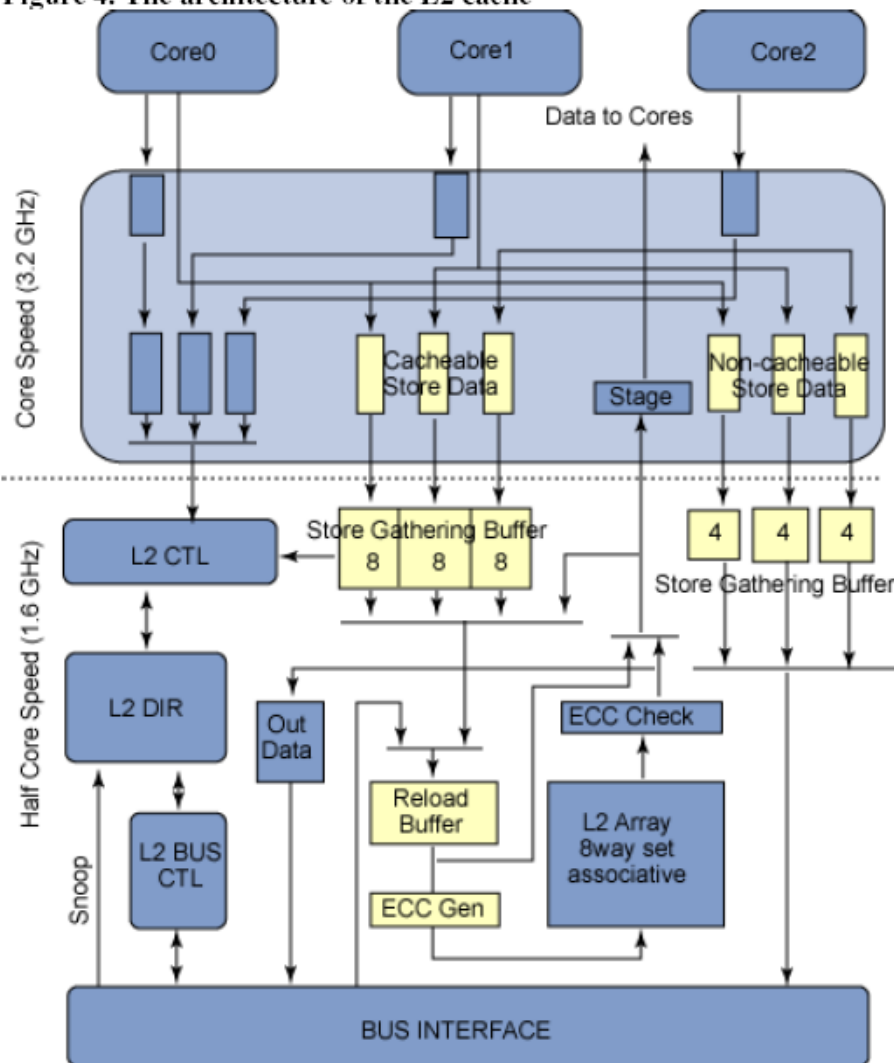 Figure 4. The architecture of the L2 cache
Core0
Core1
Core2
Data to Cores
Core Speed (3.2 GHz)
Cacheable
Store Data
Non-cacheable
Store Data
Stage
Half Core Speed (1.6 GHz)
L2 CTL
Store Gathering Buffer
8 8 8
4 4 4
Store Gathering Buffer
L2 DIR
Out
Data
ECC Check
Reload
Buffer
L2 Array
8way set
associative
L2 BUS
CTL
Snoop
ECC Gen
BUS INTERFACE